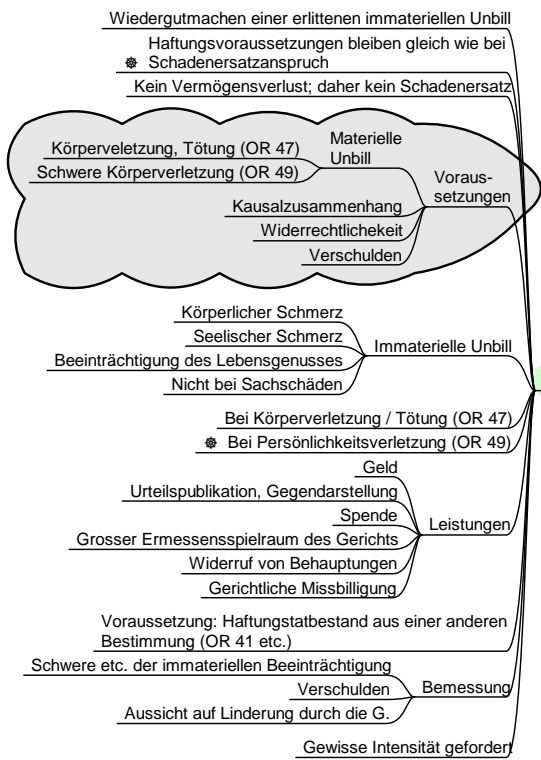 Wiedergutmachen einer erlittenen immateriellen Unbill
Haftungsvoraussetzungen bleiben gleich wie bei
Schadenersatzanspruch
Kein Vermögensverlust; daher kein Schadenersatz
Körperveletzung, Tötung (OR 47)
Schwere Körperverletzung (OR 49)
Materielle
Unbill
Kausalzusammenhang
Widerrechtlichekeit
Verschulden
Voraus-
setzungen
Körperlicher Schmerz
Seelischer Schmerz
Beeinträchtigung des Lebensgenusses
Nicht bei Sachschäden
Immaterielle Unbill
Bei Körperverletzung / Tötung (OR 47)
Bei Persönlichkeitsverletzung (OR 49)
Geld
Urteilspublikation, Gegendarstellung
Spende
Grosser Ermessensspielraum des Gerichts
Widerruf von Behauptungen
Gerichtliche Missbilligung
Leistungen
Voraussetzung: Haftungstatbestand aus einer anderen
Bestimmung (OR 41 etc.)
Schwere etc. der immateriellen Beeinträchtigung
Verschulden
Aussicht auf Linderung durch die G.
Bemessung
Gewisse Intensität gefordert